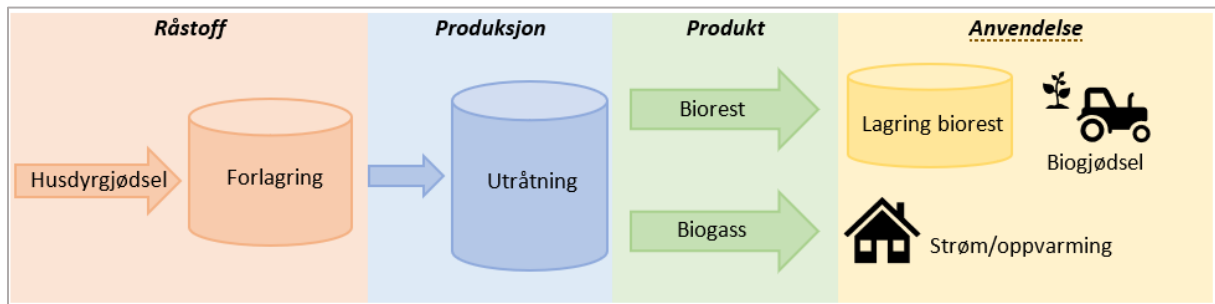 Råstoff
Produksjon
Produkt
Anvendelse
Husdyrgjødsel
Forlagring
Utråtning
Biorest
Biogass
Lagring biorest
Biogjødsel
Strøm/oppvarming